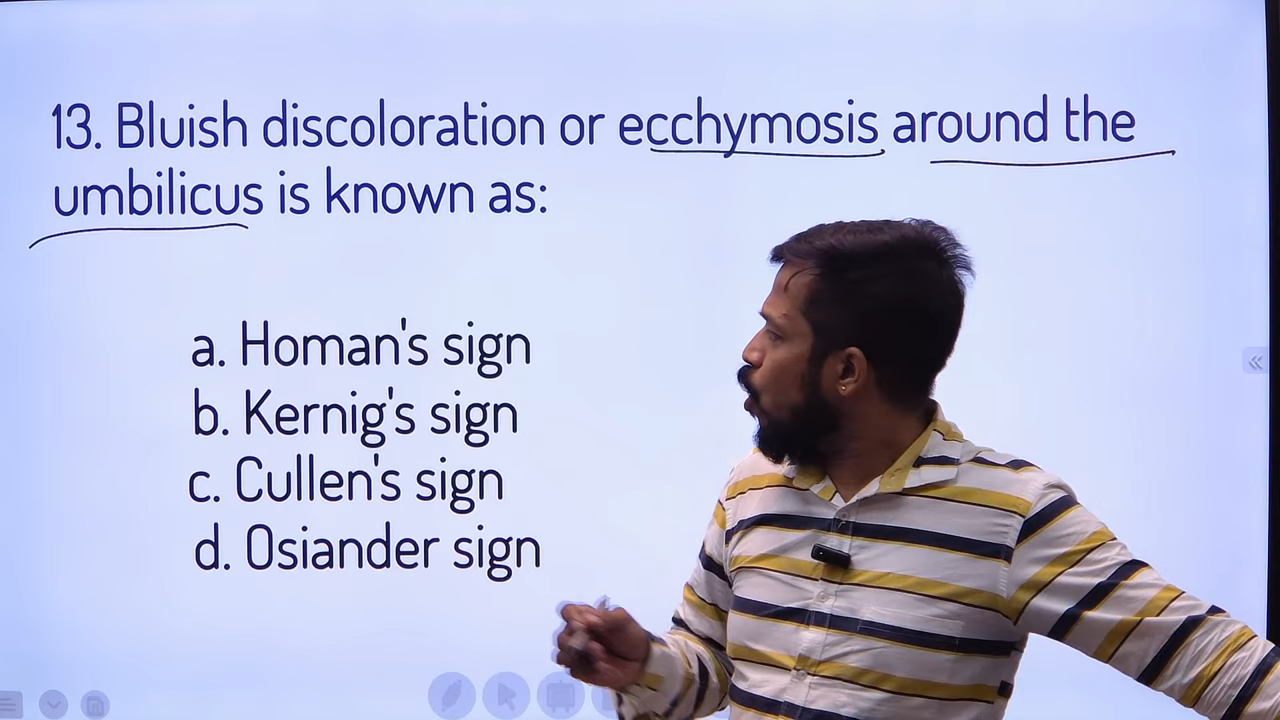 13. Bluish discoloration or ecchymosis around the
umbilicus is known as:
a. Homan's sign
b. Kernig's sign
c. Cullen's sign
d. Osiander sign